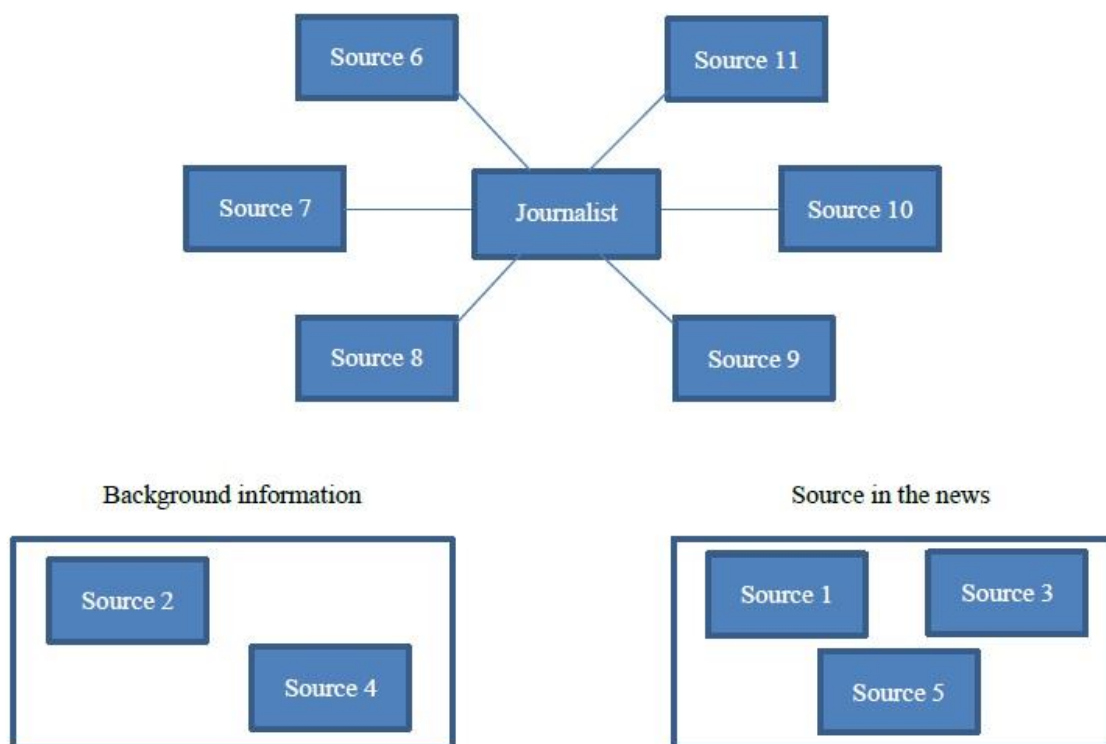 Source 6
Source 11
Source 7
Journalist
Source 10
Source 8
Source 9
Background information
Source in the news
Source 2
Source 4
Source 1
Source 3
Source 5